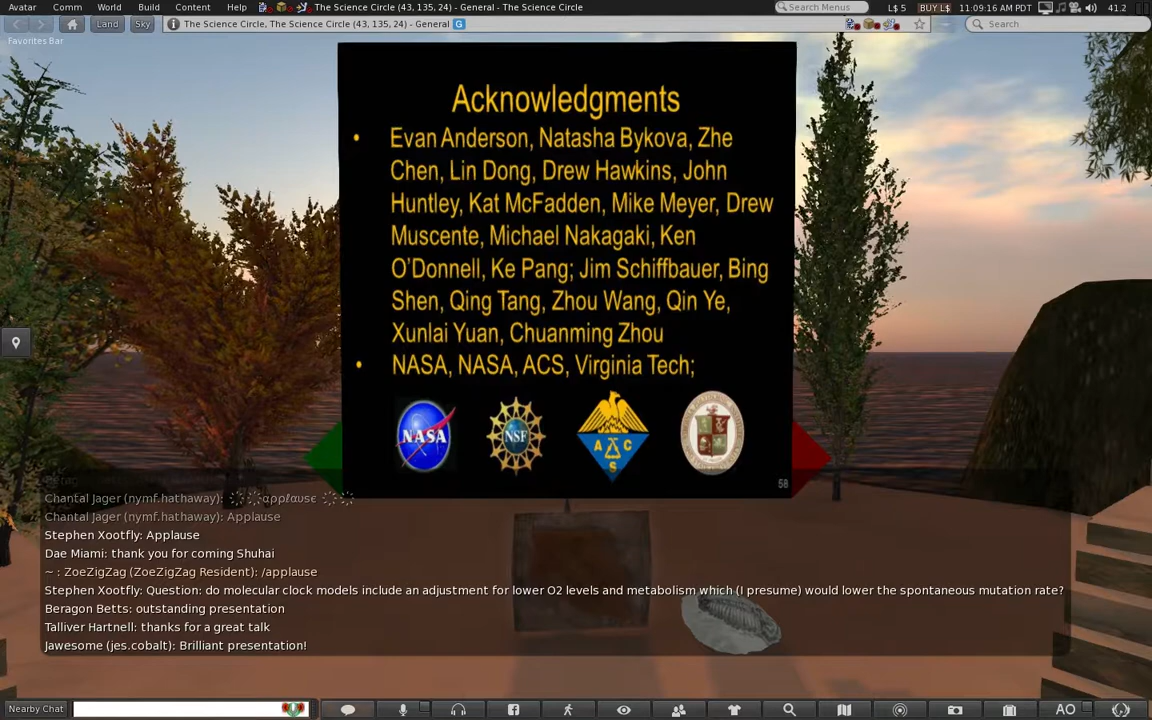 Avatar Comm World Build Content Help The Science Circle (43, 135, 24) - General - The Science Circle Search Menus L$ 5 BUY L$ 11:09:16 AM PDT 41.2
Land Sky The Science Circle, The Science Circle (43, 135, 24) - General G Search
Favorites Bar
Acknowledgments
• Evan Anderson, Natasha Bykova, Zhe
Chen, Lin Dong, Drew Hawkins, John
Huntley, Kat McFadden, Mike Meyer, Drew
Muscente, Michael Nakagaki, Ken
O'Donnell, Ke Pang; Jim Schiffbauer, Bing
Shen, Qing Tang, Zhou Wang, Qin Ye,
Xunlai Yuan, Chuanming Zhou
• NASA, NASA, ACS, Virginia Tech;
NASA NSF A C S
58
Chantal Jager (nymf.hathaway): αρρℓαυѕє
Chantal Jager (nymf.hathaway): Applause
Stephen Xootfly: Applause
Dae Miami: thank you for coming Shuhai
~ : ZoeZigZag (ZoeZigZag Resident): /applause
Stephen Xootfly: Question: do molecular clock models include an adjustment for lower O2 levels and metabolism which (I presume) would lower the spontaneous mutation rate?
Beragon Betts: outstanding presentation
Talliver Hartnell: thanks for a great talk
Jawesome (jes.cobalt): Brilliant presentation!
Nearby Chat AO